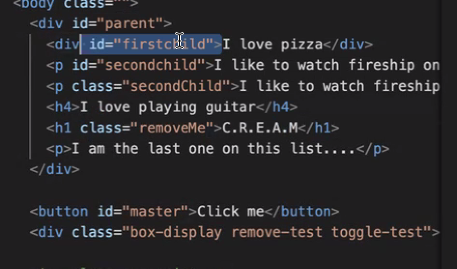 <body class="">
<div id="parent">
<div id="firstchild">I love pizza</div>
<p id="secondchild">I like to watch fireship on
<p class="secondChild">I like to watch fireship
<h4>I love playing guitar</h4>
<h1 class="removeMe">C.R.E.A.M</h1>
<p>I am the last one on this list....</p>
</div>
<button id="master">Click me</button>
<div class="box-display remove-test toggle-test">